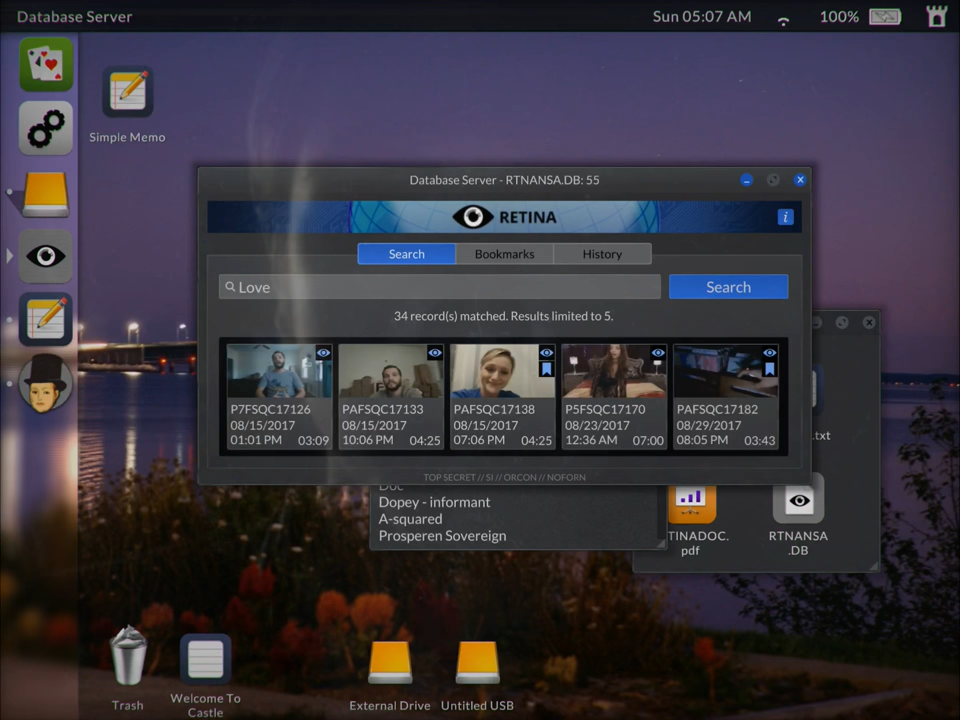 Database Server
Sun 05:07 AM
100%
Simple Memo
Database Server - RTNANSA.DB: 55
RETINA
i
Search
Bookmarks
History
Love
Search
34 record(s) matched. Results limited to 5.
P7FSQC17126
08/15/2017
01:01 PM 03:09
PAFSQC17133
08/15/2017
10:06 PM 04:25
PAFSQC17138
08/15/2017
07:06 PM 04:25
P5FSQC17170
08/23/2017
12:36 AM 07:00
PAFSQC17182
08/29/2017
08:05 PM 03:43
TOP SECRET // SI // ORCON // NOFORN
.txt
Doc
Dopey - informant
A-squared
Prosperen Sovereign
TINADOC.
pdf
RTNANSA
.DB
Trash
Welcome To
Castle
External Drive
Untitled USB